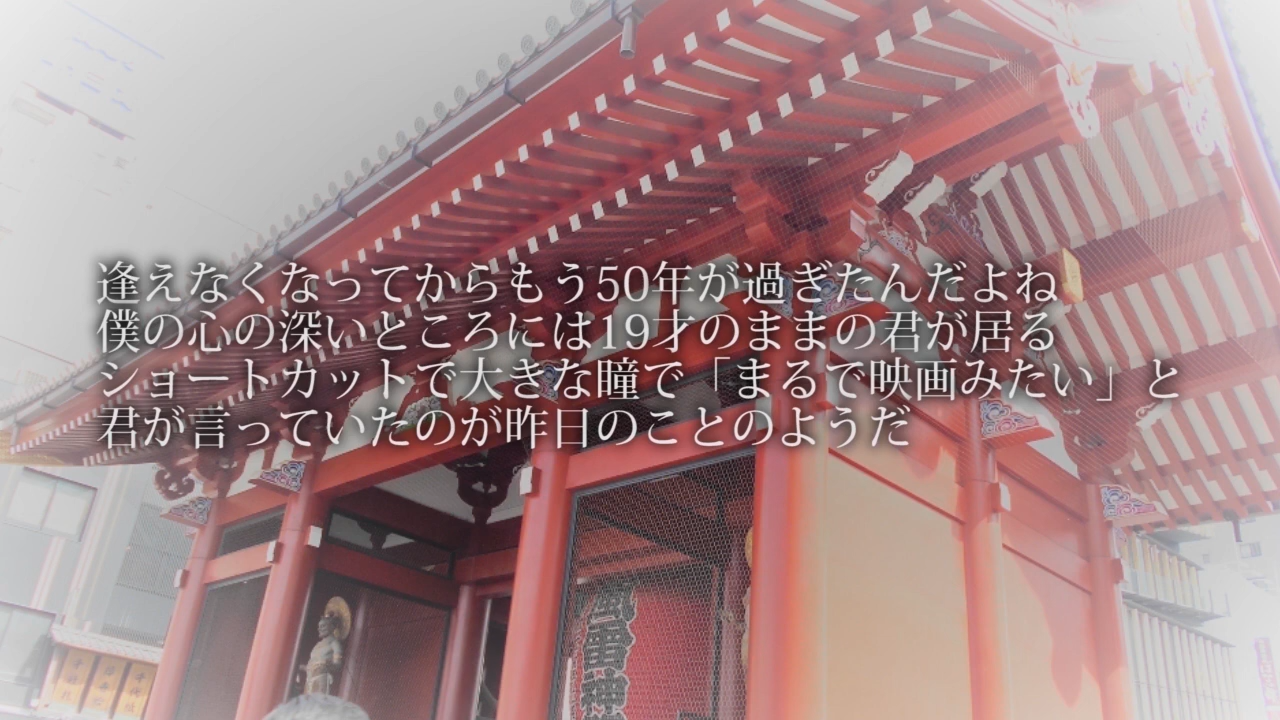 逢えなくなってからもう50年が過ぎたんだよね
僕の心の深いところには19才のままの君が居る
ショートカットで大きな瞳で「まるで映画みたい」と
君が言っていたのが昨日のことのようだ
風雷神